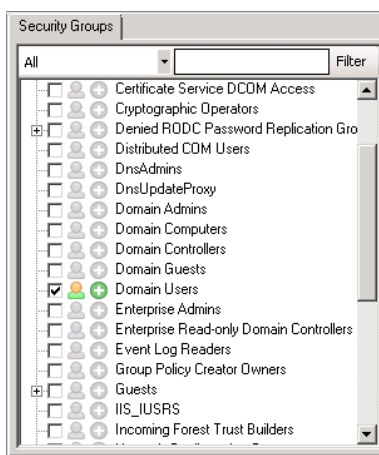 Security Groups
All Filter
Certificate Service DCOM Access
Cryptographic Operators
Denied RODC Password Replication Gro
Distributed COM Users
DnsAdmins
DnsUpdateProxy
Domain Admins
Domain Computers
Domain Controllers
Domain Guests
Domain Users
Enterprise Admins
Enterprise Read-only Domain Controllers
Event Log Readers
Group Policy Creator Owners
Guests
IIS_IUSRS
Incoming Forest Trust Builders